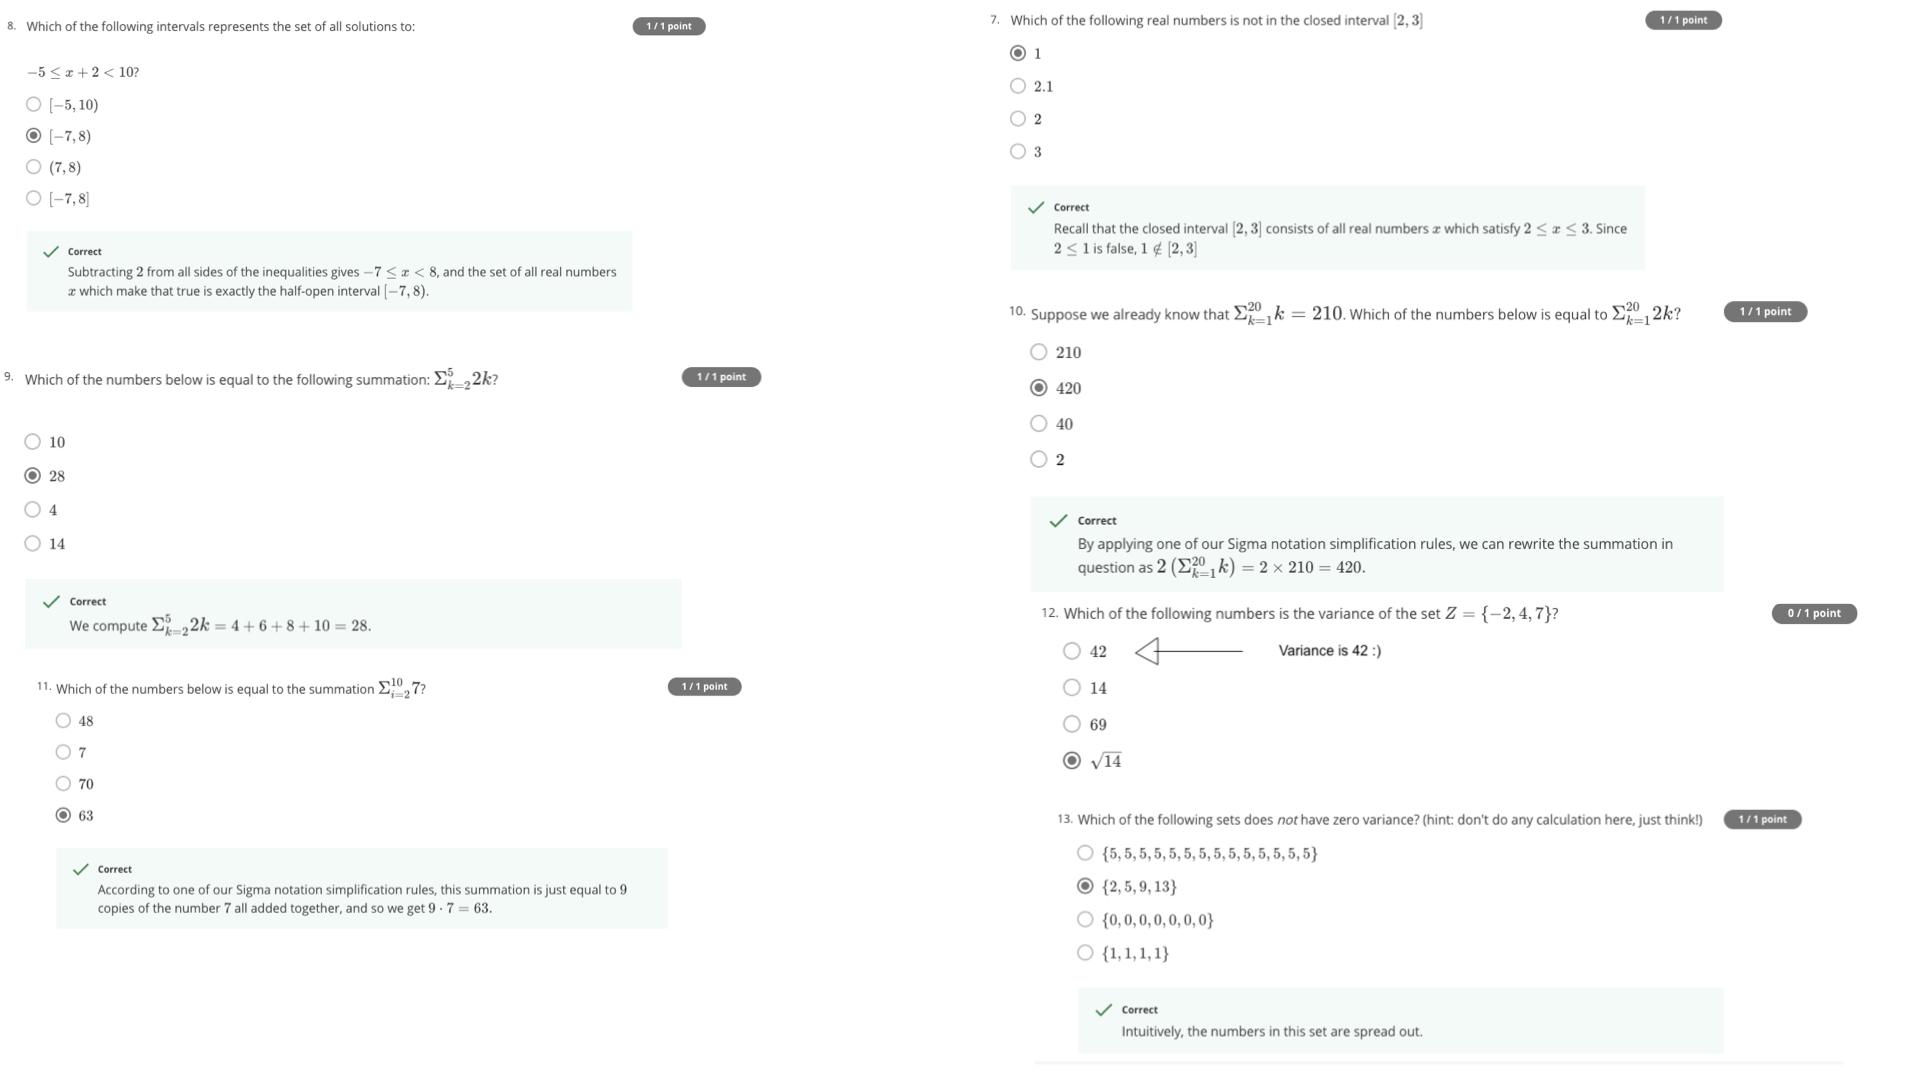 8. Which of the following intervals represents the set of all solutions to:
1 / 1 point
−5 ≤ x + 2 < 10?
[−5, 10)
[−7, 8)
(7, 8)
[−7, 8]
Correct
Subtracting 2 from all sides of the inequalities gives −7 ≤ x < 8, and the set of all real numbers
x which make that true is exactly the half-open interval [−7, 8).
9. Which of the numbers below is equal to the following summation: Σ_{k=2}^{5} 2k?
1 / 1 point
10
28
4
14
Correct
We compute Σ_{k=2}^{5} 2k = 4 + 6 + 8 + 10 = 28.
11. Which of the numbers below is equal to the summation Σ_{i=2}^{10} 7?
1 / 1 point
48
7
70
63
Correct
According to one of our Sigma notation simplification rules, this summation is just equal to 9
copies of the number 7 all added together, and so we get 9 · 7 = 63.
7. Which of the following real numbers is not in the closed interval [2, 3]
1 / 1 point
1
2.1
2
3
Correct
Recall that the closed interval [2, 3] consists of all real numbers x which satisfy 2 ≤ x ≤ 3. Since
2 ≤ 1 is false, 1 ∉ [2, 3]
10. Suppose we already know that Σ_{k=1}^{20} k = 210. Which of the numbers below is equal to Σ_{k=1}^{20} 2k?
1 / 1 point
210
420
40
2
Correct
By applying one of our Sigma notation simplification rules, we can rewrite the summation in
question as 2 (Σ_{k=1}^{20} k) = 2 × 210 = 420.
12. Which of the following numbers is the variance of the set Z = {−2, 4, 7}?
0 / 1 point
42
Variance is 42 :)
14
69
√14
13. Which of the following sets does not have zero variance? (hint: don't do any calculation here, just think!)
1 / 1 point
{5, 5, 5, 5, 5, 5, 5, 5, 5, 5, 5, 5, 5, 5}
{2, 5, 9, 13}
{0, 0, 0, 0, 0, 0, 0}
{1, 1, 1, 1}
Correct
Intuitively, the numbers in this set are spread out.